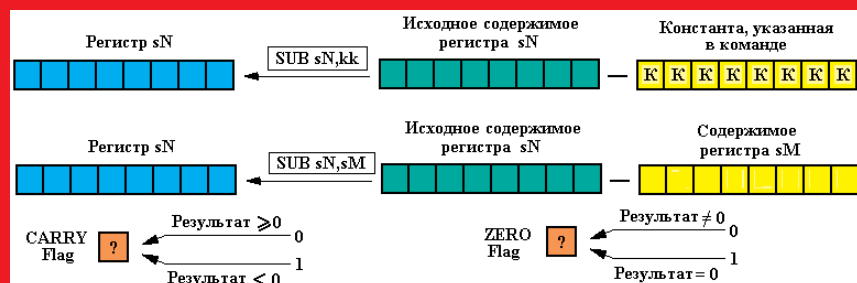 Регистр sN
SUB sN,kk
Исходное содержимое
регистра sN
Константа, указанная
в команде
К К К К К К К К
Регистр sN
SUB sN,sM
Исходное содержимое
регистра sN
Содержимое
регистра sM
CARRY
Flag
?
Результат ⩾0
0
1
Результат < 0
ZERO
Flag
?
Результат ≠ 0
0
1
Результат = 0